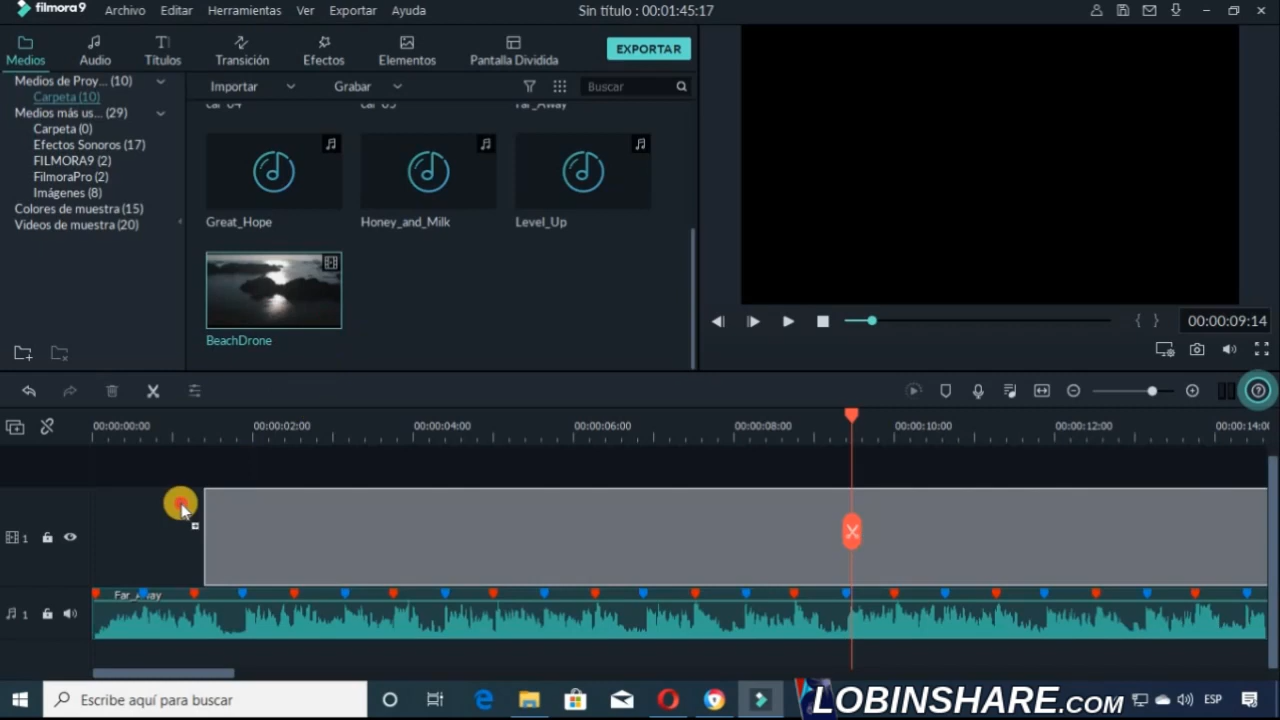 filmora9
Archivo
Editar
Herramientas
Ver
Exportar
Ayuda
Sin título : 00:01:45:17
Medios
Audio
Títulos
Transición
Efectos
Elementos
Pantalla Dividida
EXPORTAR
Medios de Proy... (10)
Carpeta (10)
Medios más us... (29)
Carpeta (0)
Efectos Sonoros (17)
FILMORA9 (2)
FilmoraPro (2)
Imágenes (8)
Colores de muestra (15)
Videos de muestra (20)
Importar
Grabar
Buscar
Far_Away
Great_Hope
Honey_and_Milk
Level_Up
BeachDrone
00:00:09:14
00:00:00:00
00:00:02:00
00:00:04:00
00:00:06:00
00:00:08:00
00:00:10:00
00:00:12:00
00:00:14:00
1
Far_Away
1
Escribe aquí para buscar
LOBINSHARE.COM
ESP